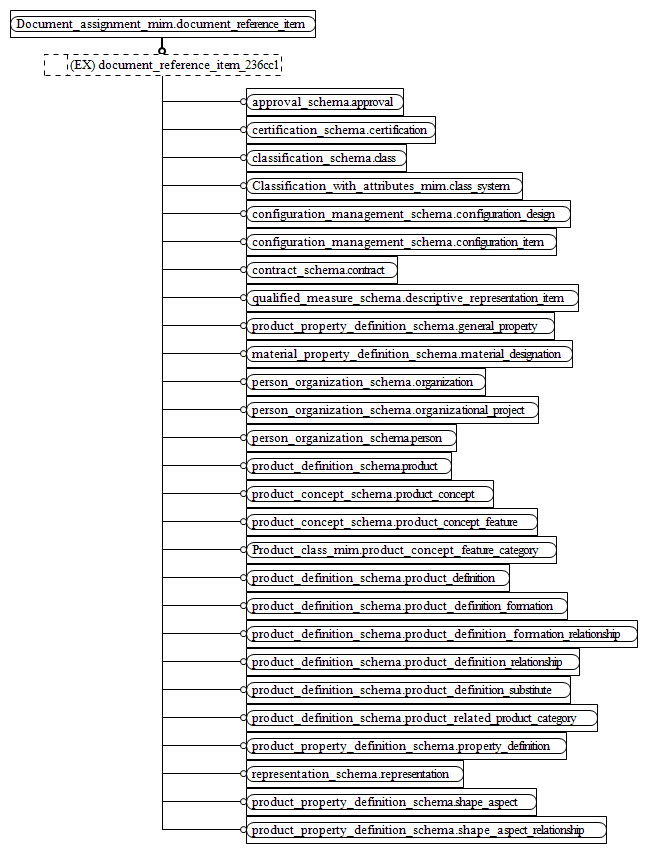 Document_assignment_mim.document_reference_item
(EX) document_reference_item_236cc1
approval_schema.approval
certification_schema.certification
classification_schema.class
Classification_with_attributes_mim.class_system
configuration_management_schema.configuration_design
configuration_management_schema.configuration_item
contract_schema.contract
qualified_measure_schema.descriptive_representation_item
product_property_definition_schema.general_property
material_property_definition_schema.material_designation
person_organization_schema.organization
person_organization_schema.organizational_project
person_organization_schema.person
product_definition_schema.product
product_concept_schema.product_concept
product_concept_schema.product_concept_feature
Product_class_mim.product_concept_feature_category
product_definition_schema.product_definition
product_definition_schema.product_definition_formation
product_definition_schema.product_definition_formation_relationship
product_definition_schema.product_definition_relationship
product_definition_schema.product_definition_substitute
product_definition_schema.product_related_product_category
product_property_definition_schema.property_definition
representation_schema.representation
product_property_definition_schema.shape_aspect
product_property_definition_schema.shape_aspect_relationship